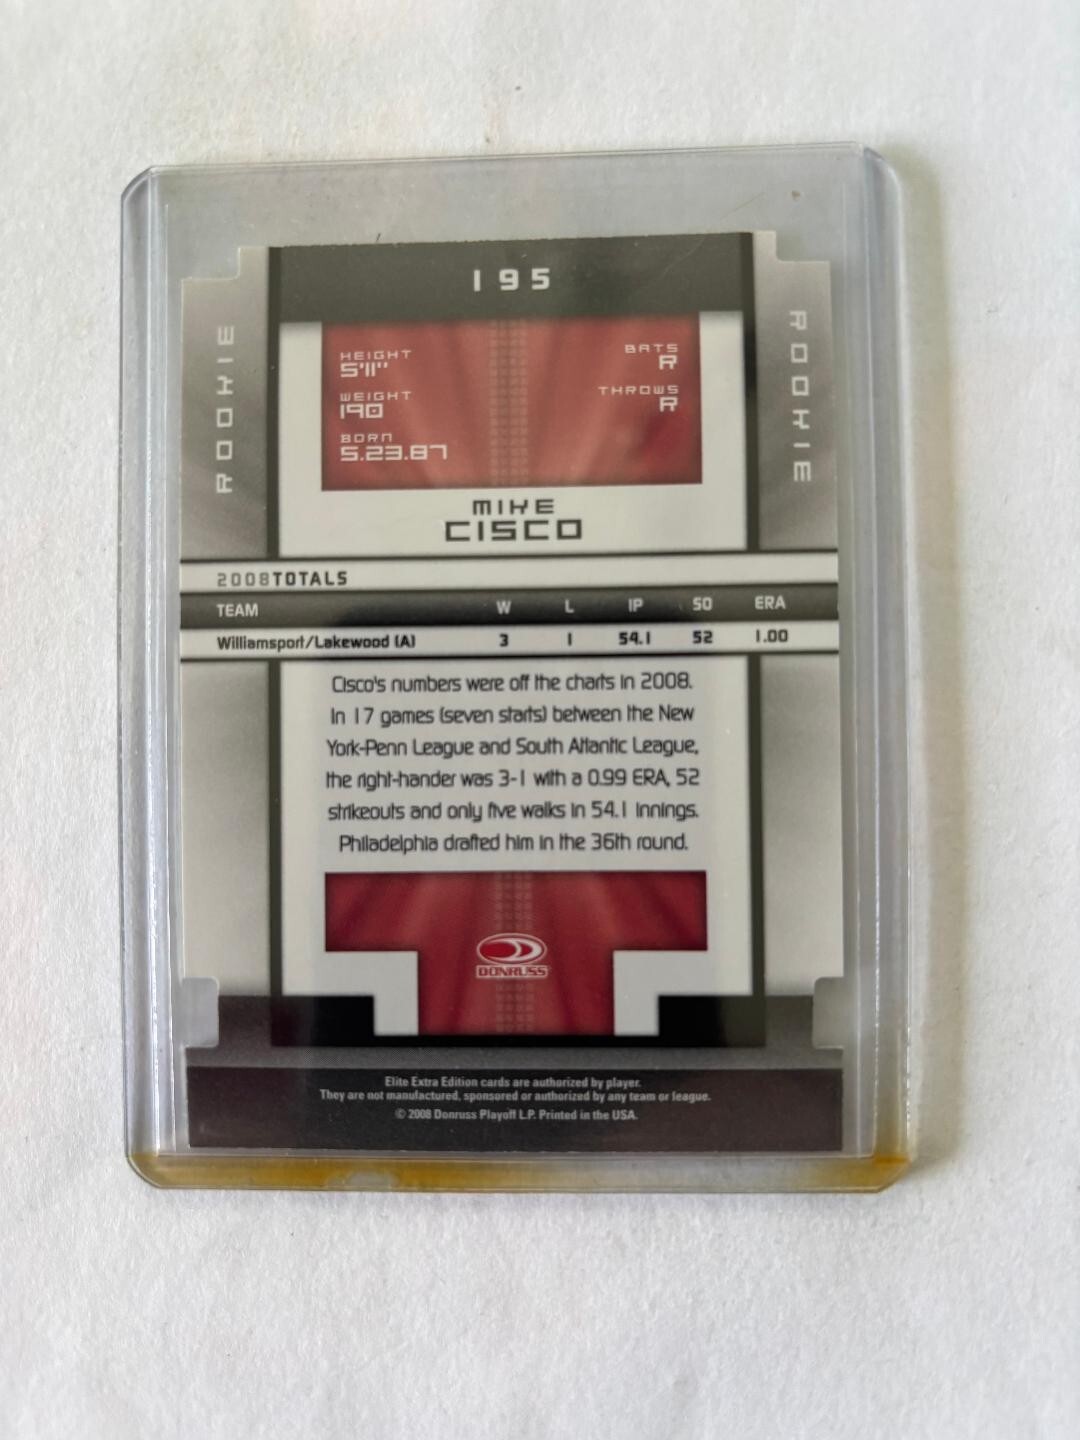 195
ROOKIE
ROOKIE
HEIGHT
5'11"
WEIGHT
190
BORN
5.23.87
BATS
R
THROWS
R
MIKE
CISCO
2008TOTALS
TEAM W L IP SO ERA
Williamsport/Lakewood (A) 3 1 54.1 52 1.00
Cisco's numbers were off the charts in 2008.
In 17 games (seven starts) between the New
York-Penn League and South Atlantic League,
the right-hander was 3-1 with a 0.99 ERA, 52
strikeouts and only five walks in 54.1 innings.
Philadelphia drafted him in the 36th round.
DONRUSS
Elite Extra Edition cards are authorized by player.
They are not manufactured, sponsored or authorized by any team or league.
© 2008 Donruss Playoff L.P. Printed in the USA.